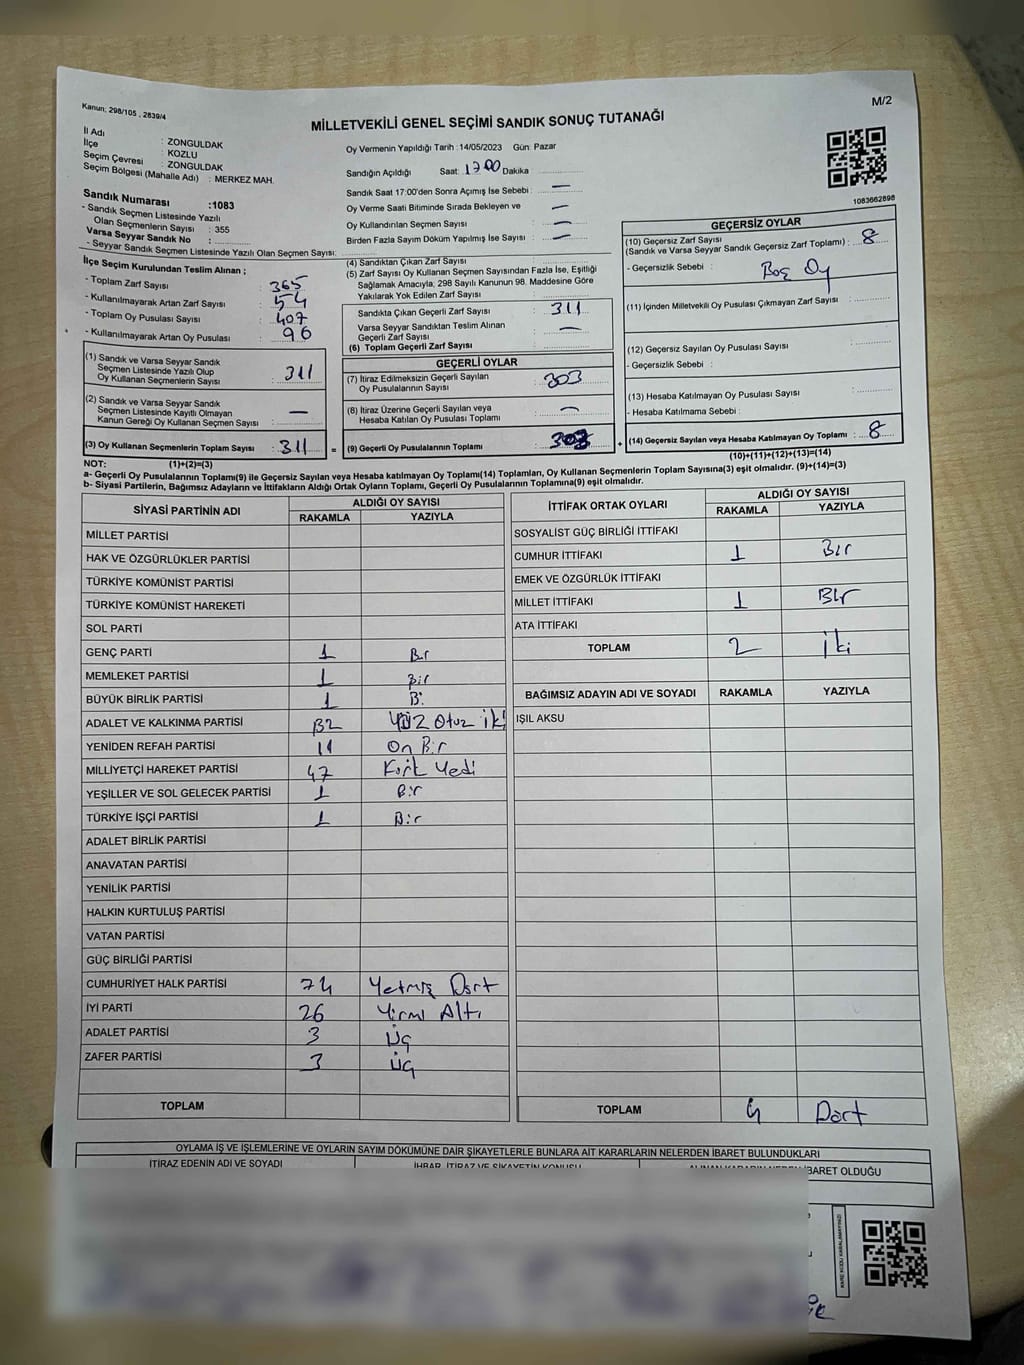 Kanun: 298/105 , 2839/4
M/2
MİLLETVEKİLİ GENEL SEÇİMİ SANDIK SONUÇ TUTANAĞI
İl Adı : ZONGULDAK
İlçe : KOZLU
Seçim Çevresi : ZONGULDAK
Seçim Bölgesi (Mahalle Adı) : MERKEZ MAH.
Sandık Numarası :1083
- Sandık Seçmen Listesinde Yazılı
Olan Seçmenlerin Sayısı : 355
Varsa Seyyar Sandık No :
- Seyyar Sandık Seçmen Listesinde Yazılı Olan Seçmen Sayısı:
Oy Vermenin Yapıldığı Tarih :14/05/2023 Gün: Pazar
Sandığın Açıldığı Saat: 1700 Dakika :
Sandık Saat 17:00'den Sonra Açımış İse Sebebi : —
Oy Verme Saati Bitiminde Sırada Bekleyen ve —
Oy Kullandırılan Seçmen Sayısı : —
Birden Fazla Sayım Döküm Yapılmış İse Sayısı : —
1083662898
İlçe Seçim Kurulundan Teslim Alınan ;
- Toplam Zarf Sayısı : 365
- Kullanılmayarak Artan Zarf Sayısı : 54
- Toplam Oy Pusulası Sayısı : 407
- Kullanılmayarak Artan Oy Pusulası : 96
(1) Sandık ve Varsa Seyyar Sandık
Seçmen Listesinde Yazılı Olup
Oy Kullanan Seçmenlerin Sayısı : 311
(2) Sandık ve Varsa Seyyar Sandık
Seçmen Listesinde Kayıtlı Olmayan
Kanun Gereği Oy Kullanan Seçmen Sayısı : —
(3) Oy Kullanan Seçmenlerin Toplam Sayısı : 311 =
(4) Sandıktan Çıkan Zarf Sayısı :
(5) Zarf Sayısı Oy Kullanan Seçmen Sayısından Fazla İse, Eşitliği
Sağlamak Amacıyla, 298 Sayılı Kanunun 98. Maddesine Göre
Yakılarak Yok Edilen Zarf Sayısı :
Sandıkta Çıkan Geçerli Zarf Sayısı : 311
Varsa Seyyar Sandıktan Teslim Alınan
Geçerli Zarf Sayısı : —
(6) Toplam Geçerli Zarf Sayısı :
GEÇERLİ OYLAR
(7) İtiraz Edilmeksizin Geçerli Sayılan
Oy Pusulalarının Sayısı : 303
(8) İtiraz Üzerine Geçerli Sayılan veya
Hesaba Katılan Oy Pusulası Toplamı : —
(9) Geçerli Oy Pusulalarının Toplamı : 303 +
GEÇERSİZ OYLAR
(10) Geçersiz Zarf Sayısı
(Sandık ve Varsa Seyyar Sandık Geçersiz Zarf Toplamı) : 8
- Geçersizlik Sebebi : Boş Oy
(11) İçinden Milletvekili Oy Pusulası Çıkmayan Zarf Sayısı :
(12) Geçersiz Sayılan Oy Pusulası Sayısı :
- Geçersizlik Sebebi :
(13) Hesaba Katılmayan Oy Pusulası Sayısı :
- Hesaba Katılmama Sebebi :
(14) Geçersiz Sayılan veya Hesaba Katılmayan Oy Toplamı : 8
NOT: (1)+(2)=(3)
(10)+(11)+(12)+(13)=(14)
a- Geçerli Oy Pusulalarının Toplamı(9) ile Geçersiz Sayılan veya Hesaba katılmayan Oy Toplamı(14) Toplamları, Oy Kullanan Seçmenlerin Toplam Sayısına(3) eşit olmalıdır. (9)+(14)=(3)
b- Siyasi Partilerin, Bağımsız Adayların ve İttifakların Aldığı Ortak Oyların Toplamı, Geçerli Oy Pusulalarının Toplamına(9) eşit olmalıdır.
SİYASİ PARTİNİN ADI ALDIĞI OY SAYISI
RAKAMLA YAZIYLA
MİLLET PARTİSİ
HAK VE ÖZGÜRLÜKLER PARTİSİ
TÜRKİYE KOMÜNİST PARTİSİ
TÜRKİYE KOMÜNİST HAREKETİ
SOL PARTİ
GENÇ PARTİ 1 Bir
MEMLEKET PARTİSİ 1 Bir
BÜYÜK BİRLİK PARTİSİ 1
ADALET VE KALKINMA PARTİSİ 132 Yüz Otuz iki
YENİDEN REFAH PARTİSİ 11 On Bir
MİLLİYETÇİ HAREKET PARTİSİ 47 Kırk Yedi
YEŞİLLER VE SOL GELECEK PARTİSİ 1 Bir
TÜRKİYE İŞÇİ PARTİSİ 1 Bir
ADALET BİRLİK PARTİSİ
ANAVATAN PARTİSİ
YENİLİK PARTİSİ
HALKIN KURTULUŞ PARTİSİ
VATAN PARTİSİ
GÜÇ BİRLİĞİ PARTİSİ
CUMHURİYET HALK PARTİSİ 74 Yetmiş Dört
İYİ PARTİ 26 Yirmi Altı
ADALET PARTİSİ 3 Üç
ZAFER PARTİSİ 3 Üç
TOPLAM
İTTİFAK ORTAK OYLARI ALDIĞI OY SAYISI
RAKAMLA YAZIYLA
SOSYALİST GÜÇ BİRLİĞİ İTTİFAKI
CUMHUR İTTİFAKI 1 Bir
EMEK VE ÖZGÜRLÜK İTTİFAKI
MİLLET İTTİFAKI 1 Bir
ATA İTTİFAKI
TOPLAM 2 iki
BAĞIMSIZ ADAYIN ADI VE SOYADI RAKAMLA YAZIYLA
IŞIL AKSU
TOPLAM 4 Dört
OYLAMA İŞ VE İŞLEMLERİNE VE OYLARIN SAYIM DÖKÜMÜNE DAİR ŞİKAYETLERLE BUNLARA AİT KARARLARIN NELERDEN İBARET BULUNDUKLARI
İTİRAZ EDENİN ADI VE SOYADI İHBAR, İTİRAZ VE ŞİKAYETİN KONUSU ALINAN KARARIN NEDEN İBARET OLDUĞU
KARE KODU KARALAMAYINIZ!